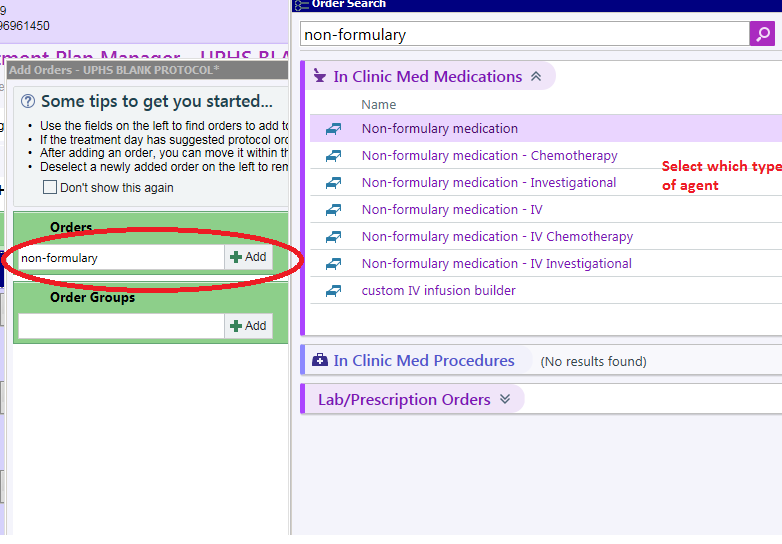 9
96961450
tment Plan Manager - UPHS BLA
Add Orders - UPHS BLANK PROTOCOL*
Some tips to get you started...
• Use the fields on the left to find orders to add to
• If the treatment day has suggested protocol orde
• After adding an order, you can move it within th
• Deselect a newly added order on the left to rem
Don't show this again
Orders
non-formulary
Add
Order Groups
Add
Order Search
non-formulary
In Clinic Med Medications
Name
Non-formulary medication
Non-formulary medication - Chemotherapy
Non-formulary medication - Investigational
Non-formulary medication - IV
Non-formulary medication - IV Chemotherapy
Non-formulary medication - IV Investigational
custom IV infusion builder
Select which type
of agent
In Clinic Med Procedures (No results found)
Lab/Prescription Orders